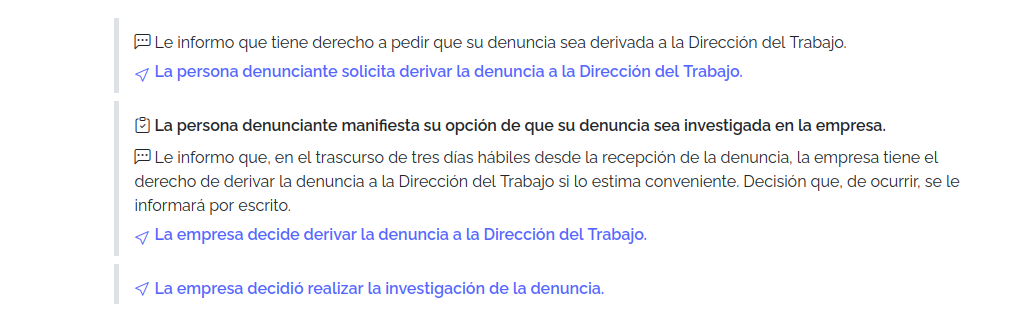 Le informo que tiene derecho a pedir que su denuncia sea derivada a la Dirección del Trabajo.
La persona denunciante solicita derivar la denuncia a la Dirección del Trabajo.
La persona denunciante manifiesta su opción de que su denuncia sea investigada en la empresa.
Le informo que, en el trascurso de tres días hábiles desde la recepción de la denuncia, la empresa tiene el
derecho de derivar la denuncia a la Dirección del Trabajo si lo estima conveniente. Decisión que, de ocurrir, se le
informará por escrito.
La empresa decide derivar la denuncia a la Dirección del Trabajo.
La empresa decidió realizar la investigación de la denuncia.